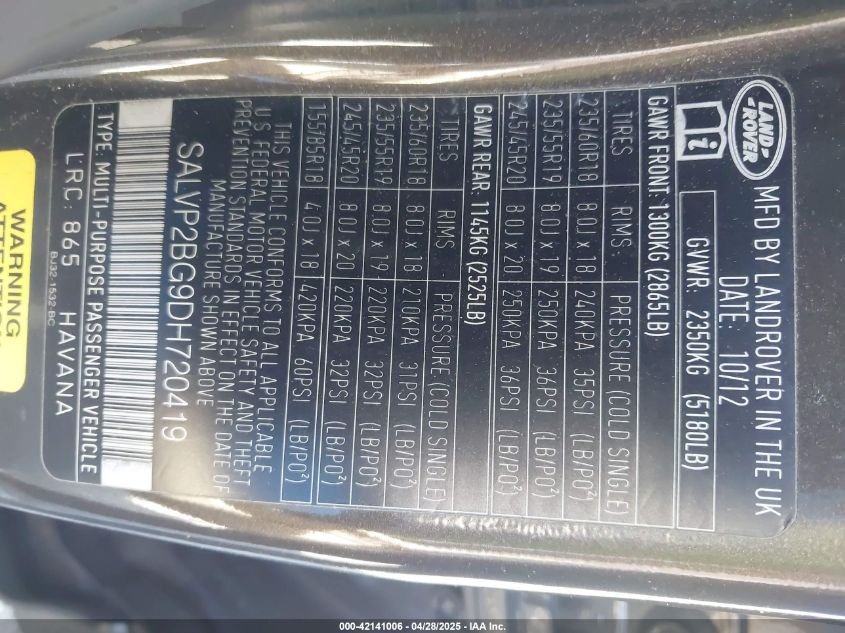 LAND
ROVER
MFD BY LANDROVER IN THE UK
DATE: 10/12
GVWR: 2350KG (5180LB)
GAWR FRONT: 1300KG (2865LB)
TIRES RIMS PRESSURE (COLD SINGLE)
235/60R18 8.0J x 18 240KPA 35PSI (LB/PO²)
235/55R19 8.0J x 19 250KPA 36PSI (LB/PO²)
245/45R20 8.0J x 20 250KPA 36PSI (LB/PO²)
GAWR REAR: 1145KG (2525LB)
TIRES RIMS PRESSURE (COLD SINGLE)
235/60R18 8.0J x 18 210KPA 31PSI (LB/PO²)
235/55R19 8.0J x 19 220KPA 32PSI (LB/PO²)
245/45R20 8.0J x 20 220KPA 32PSI (LB/PO²)
155/85R18 4.0J x 18 420KPA 60PSI (LB/PO²)
THIS VEHICLE CONFORMS TO ALL APPLICABLE
U.S. FEDERAL MOTOR VEHICLE SAFETY AND THEFT
PREVENTION STANDARDS IN EFFECT ON THE DATE OF
MANUFACTURE SHOWN ABOVE
SALVP2BG9DH720419
TYPE: MULTI-PURPOSE PASSENGER VEHICLE
LRC 865 HAVANA
BJ32-1532-BC
WARNING
000-42141006 - 04/28/2025 - IAA Inc.